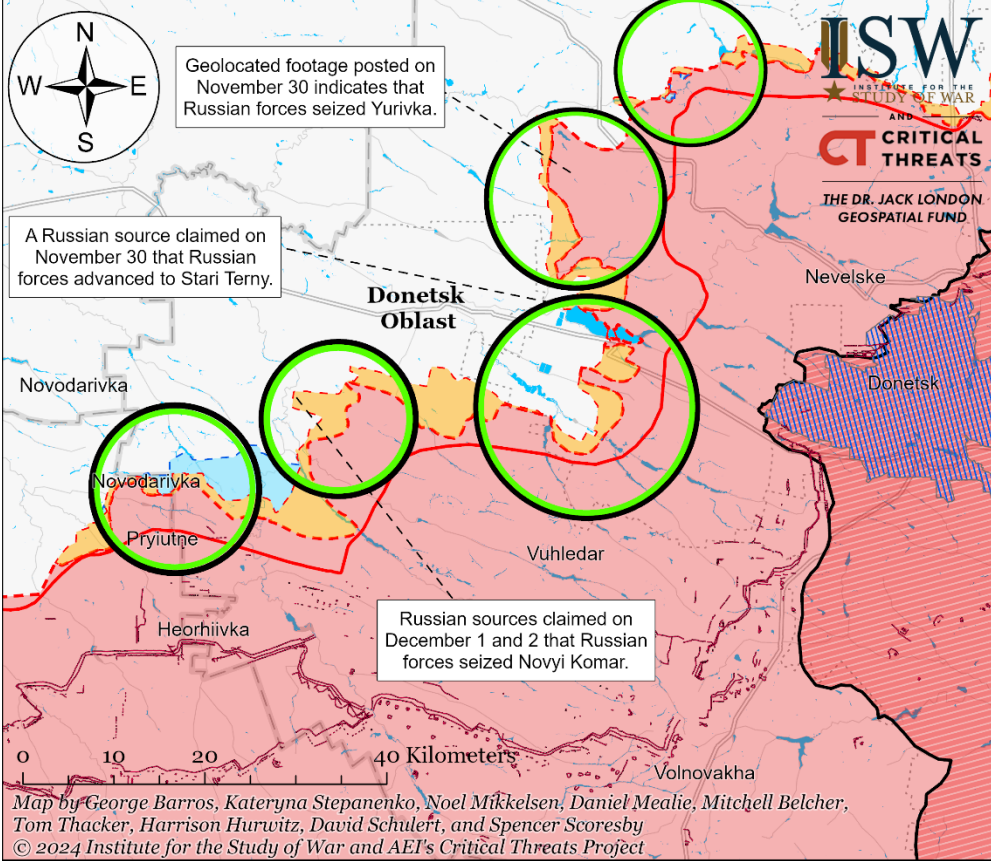 N
W
E
S
Geolocated footage posted on
November 30 indicates that
Russian forces seized Yurivka.
ISW
INSTITUTE FOR THE
STUDY OF WAR
AND
CT CRITICAL
THREATS
THE DR. JACK LONDON
GEOSPATIAL FUND
A Russian source claimed on
November 30 that Russian
forces advanced to Stari Terny.
Nevelske
Donetsk
Oblast
Novodarivka
Donetsk
Novodarivka
Pryiutne
Vuhledar
Russian sources claimed on
December 1 and 2 that Russian
forces seized Novyi Komar.
Heorhiivka
0 10 20 40 Kilometers
Volnovakha
Map by George Barros, Kateryna Stepanenko, Noel Mikkelsen, Daniel Mealie, Mitchell Belcher,
Tom Thacker, Harrison Hurwitz, David Schulert, and Spencer Scoresby
© 2024 Institute for the Study of War and AEI's Critical Threats Project